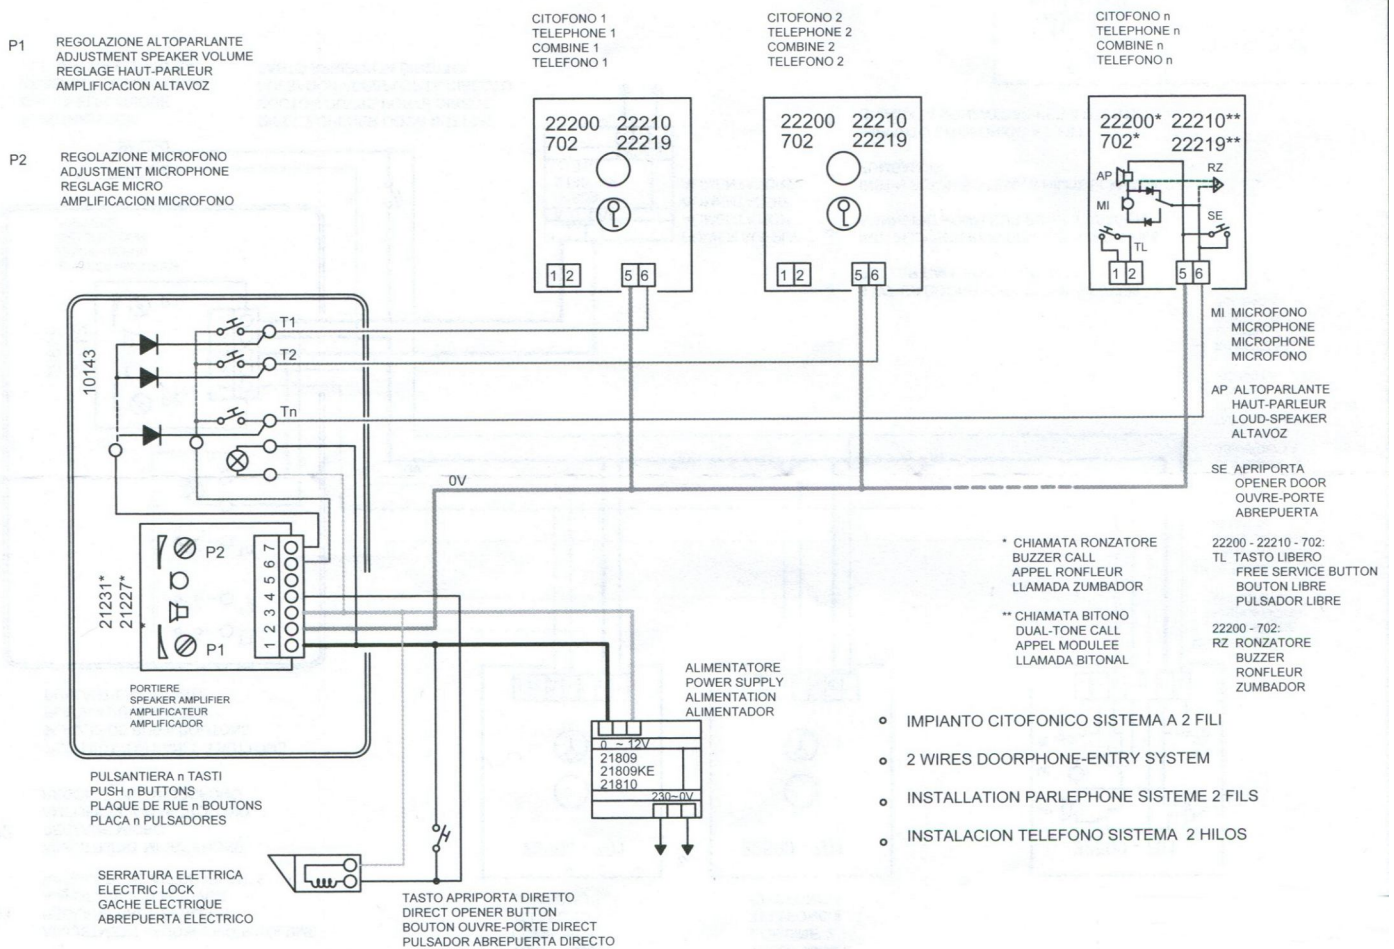 P1
REGOLAZIONE ALTOPARLANTE
ADJUSTMENT SPEAKER VOLUME
REGLAGE HAUT-PARLEUR
AMPLIFICACION ALTAVOZ
P2
REGOLAZIONE MICROFONO
ADJUSTMENT MICROPHONE
REGLAGE MICRO
AMPLIFICACION MICROFONO
CITOFONO 1
TELEPHONE 1
COMBINE 1
TELEFONO 1
22200 22210
702 22219
1 2
5 6
CITOFONO 2
TELEPHONE 2
COMBINE 2
TELEFONO 2
22200 22210
702 22219
1 2
5 6
CITOFONO n
TELEPHONE n
COMBINE n
TELEFONO n
22200* 22210**
702* 22219**
AP
RZ
MI
SE
TL
1 2
5 6
MI MICROFONO
MICROPHONE
MICROPHONE
MICROFONO
AP ALTOPARLANTE
HAUT-PARLEUR
LOUD-SPEAKER
ALTAVOZ
SE APRIPORTA
OPENER DOOR
OUVRE-PORTE
ABREPUERTA
22200 - 22210 - 702:
TL TASTO LIBERO
FREE SERVICE BUTTON
BOUTON LIBRE
PULSADOR LIBRE
22200 - 702:
RZ RONZATORE
BUZZER
RONFLEUR
ZUMBADOR
* CHIAMATA RONZATORE
BUZZER CALL
APPEL RONFLEUR
LLAMADA ZUMBADOR
** CHIAMATA BITONO
DUAL-TONE CALL
APPEL MODULEE
LLAMADA BITONAL
10143
T1
T2
Tn
0V
21231*
21227*
*
P2
P1
7
6
5
4
3
2
1
PORTIERE
SPEAKER AMPLIFIER
AMPLIFICATEUR
AMPLIFICADOR
PULSANTIERA n TASTI
PUSH n BUTTONS
PLAQUE DE RUE n BOUTONS
PLACA n PULSADORES
SERRATURA ELETTRICA
ELECTRIC LOCK
GACHE ELECTRIQUE
ABREPUERTA ELECTRICO
TASTO APRIPORTA DIRETTO
DIRECT OPENER BUTTON
BOUTON OUVRE-PORTE DIRECT
PULSADOR ABREPUERTA DIRECTO
ALIMENTATORE
POWER SUPPLY
ALIMENTATION
ALIMENTADOR
0 ~ 12V
21809
21809KE
21810
230~0V
IMPIANTO CITOFONICO SISTEMA A 2 FILI
2 WIRES DOORPHONE-ENTRY SYSTEM
INSTALLATION PARLEPHONE SISTEME 2 FILS
INSTALACION TELEFONO SISTEMA 2 HILOS